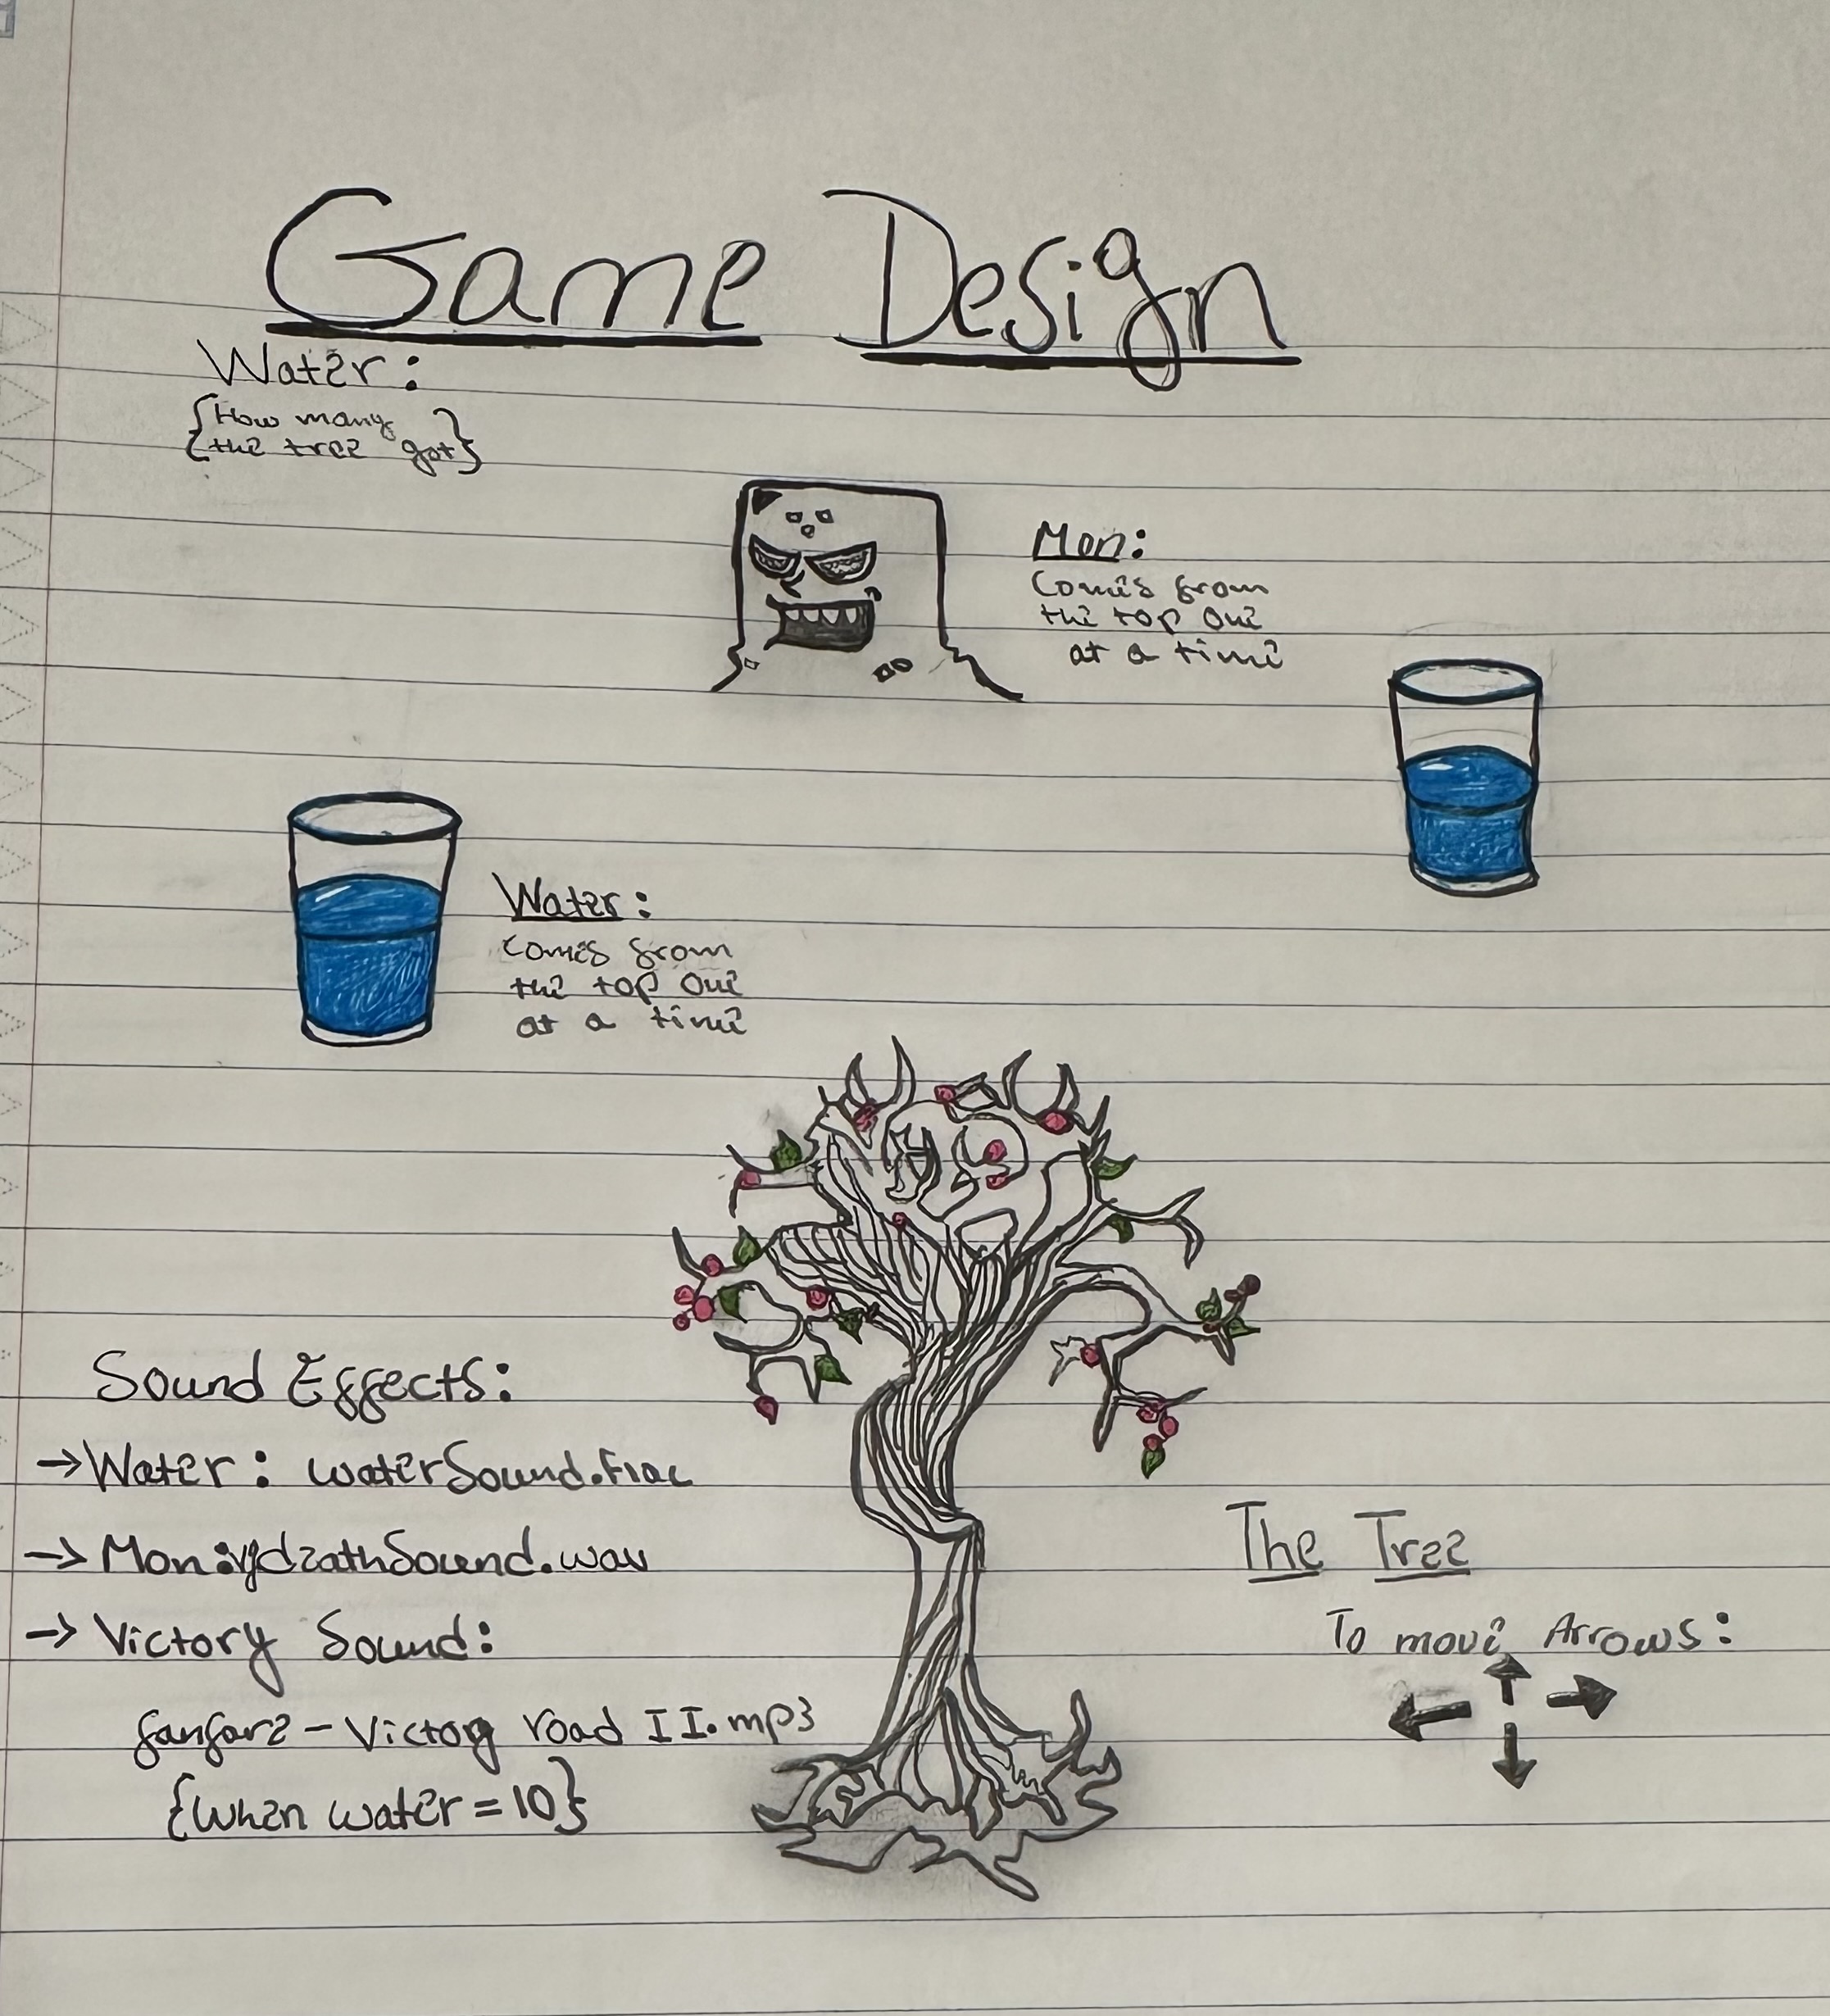 Game Design
Water:
{How many
the tree got}
Mon:
Comes from
the top one
at a time
Water:
Comes from
the top one
at a time
Sound Effects:
→ Water: waterSound.flac
→ Mon: deathSound.wav
→ Victory Sound:
fanfare - Victory road II.mp3
{when water = 10}
The Tree
To move Arrows:
← ↑ →
↓